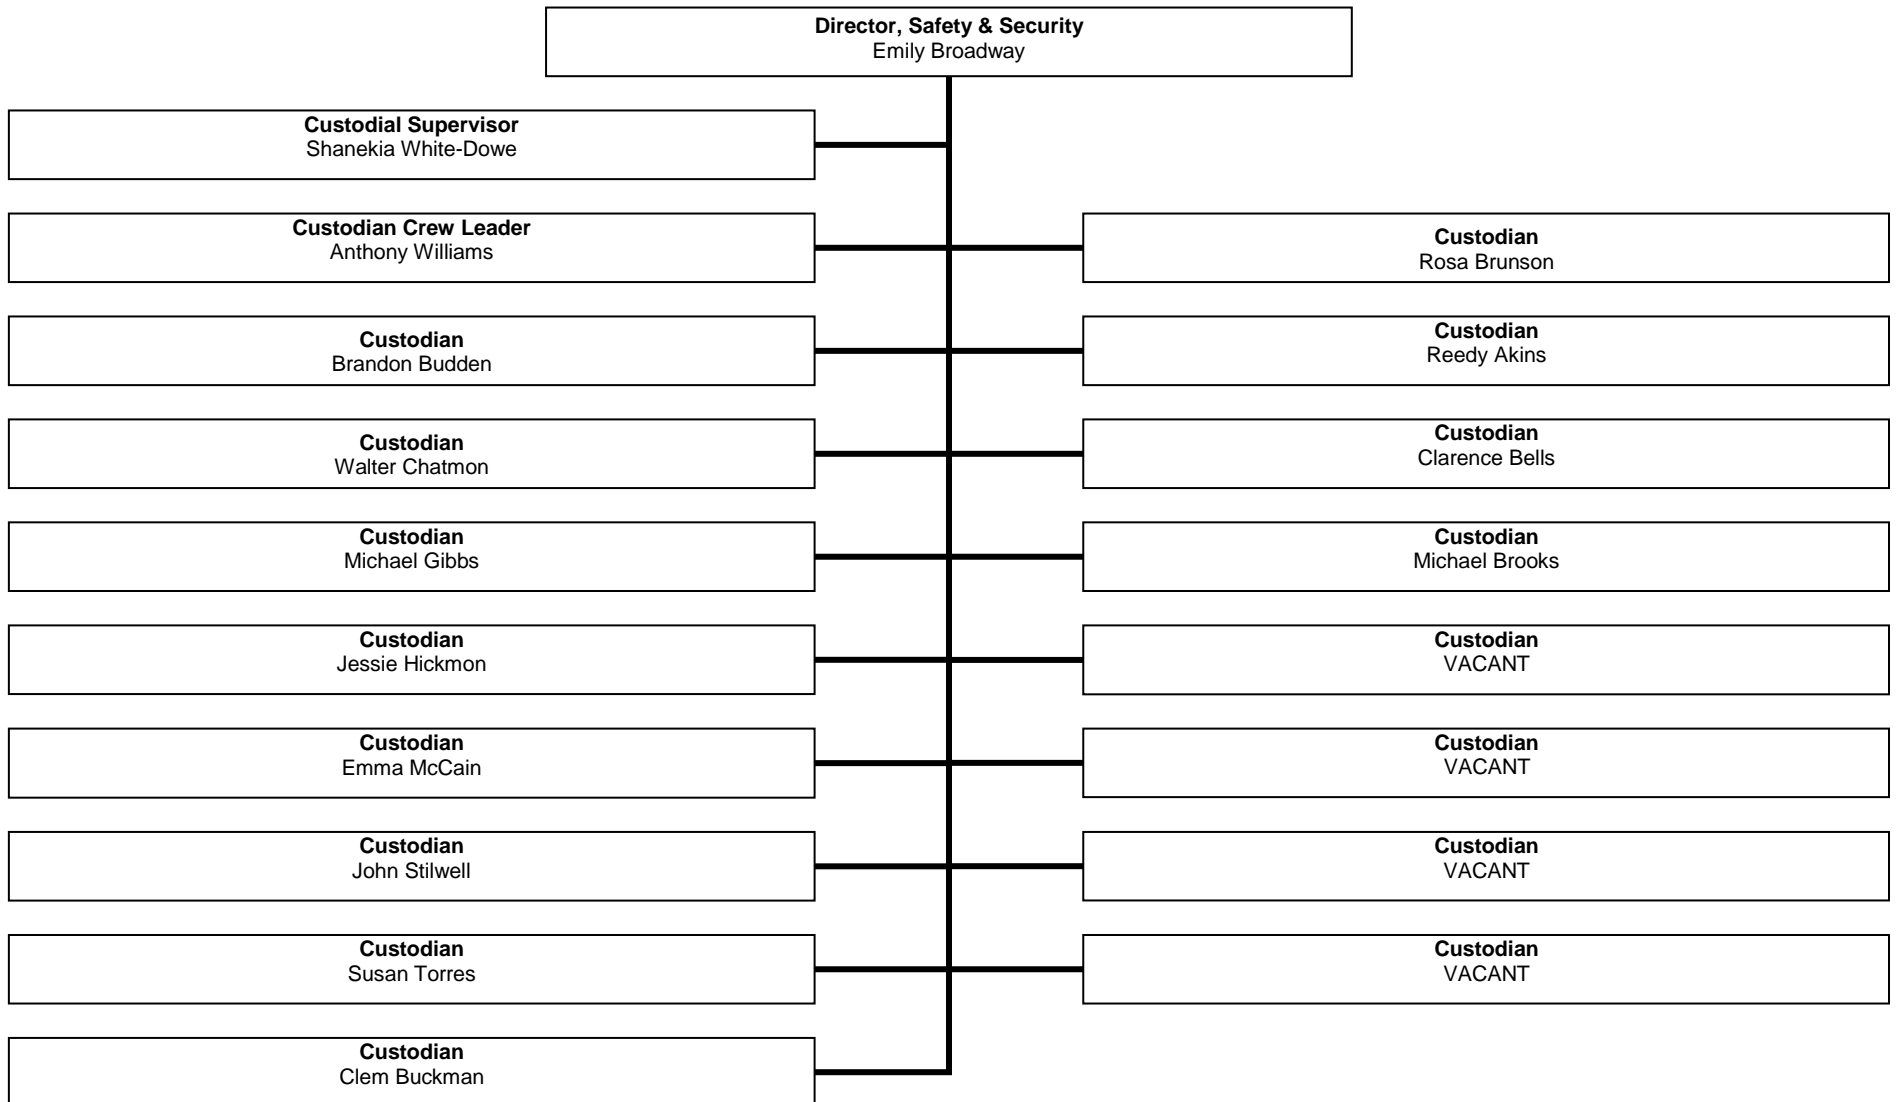 Director, Safety & Security
Emily Broadway
Custodial Supervisor
Shanekia White-Dowe
Custodian Crew Leader
Anthony Williams
Custodian
Rosa Brunson
Custodian
Brandon Budden
Custodian
Reedy Akins
Custodian
Walter Chatmon
Custodian
Clarence Bells
Custodian
Michael Gibbs
Custodian
Michael Brooks
Custodian
Jessie Hickmon
Custodian
VACANT
Custodian
Emma McCain
Custodian
VACANT
Custodian
John Stilwell
Custodian
VACANT
Custodian
Susan Torres
Custodian
VACANT
Custodian
Clem Buckman